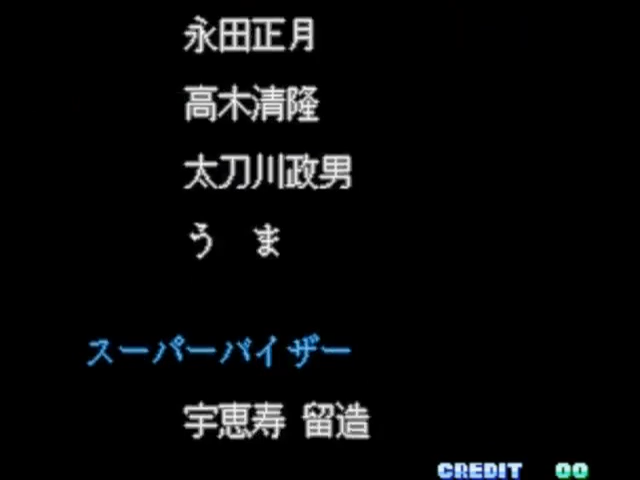 永田正月
高木清隆
太刀川政男
う　ま
スーパーバイザー
宇恵寿 留造
CREDIT 00